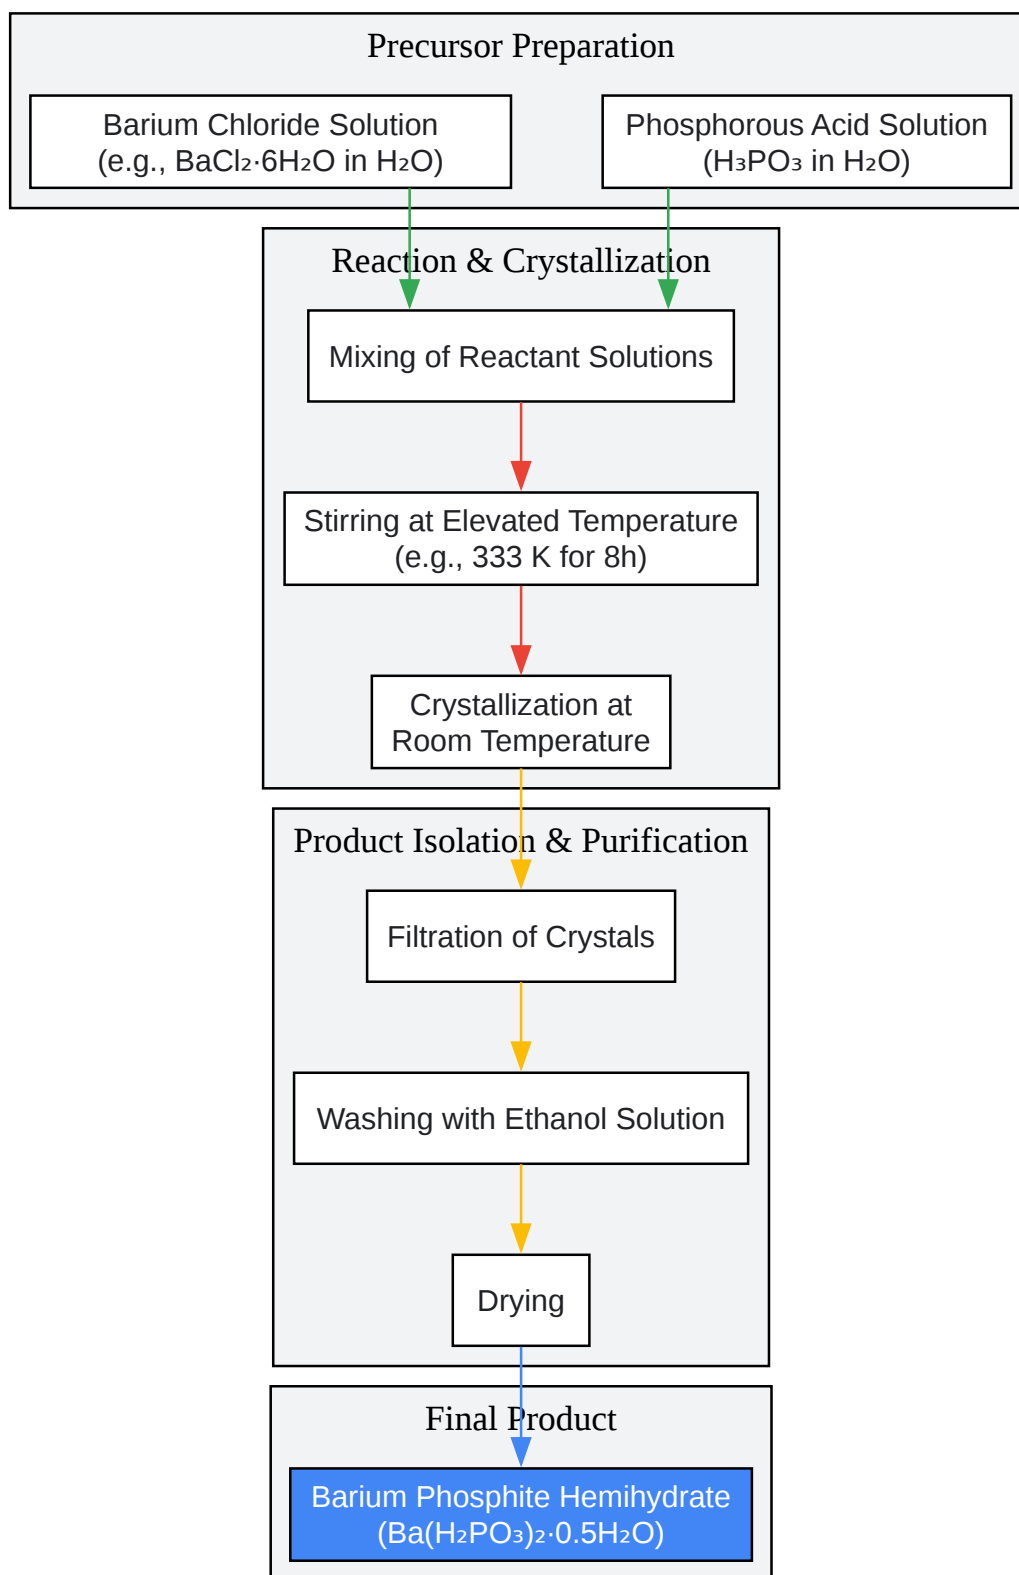 Precursor Preparation
Barium Chloride Solution
(e.g., BaCl₂·6H₂O in H₂O)
Phosphorous Acid Solution
(H₃PO₃ in H₂O)
Reaction & Crystallization
Mixing of Reactant Solutions
Stirring at Elevated Temperature
(e.g., 333 K for 8h)
Crystallization at
Room Temperature
Product Isolation & Purification
Filtration of Crystals
Washing with Ethanol Solution
Drying
Final Product
Barium Phosphite Hemihydrate
(Ba(H₂PO₃)₂·0.5H₂O)